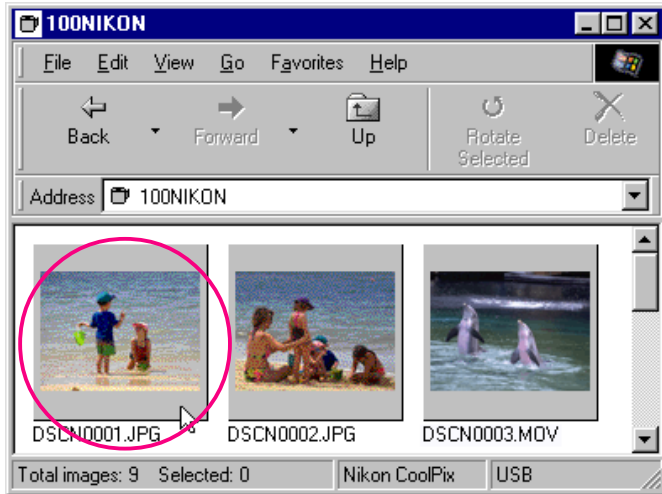 100NIKON
File Edit View Go Favorites Help
Back Forward Up Rotate Selected Delete
Address 100NIKON
DSCN0001.JPG DSCN0002.JPG DSCN0003.MOV
Total images: 9 Selected: 0 Nikon CoolPix USB